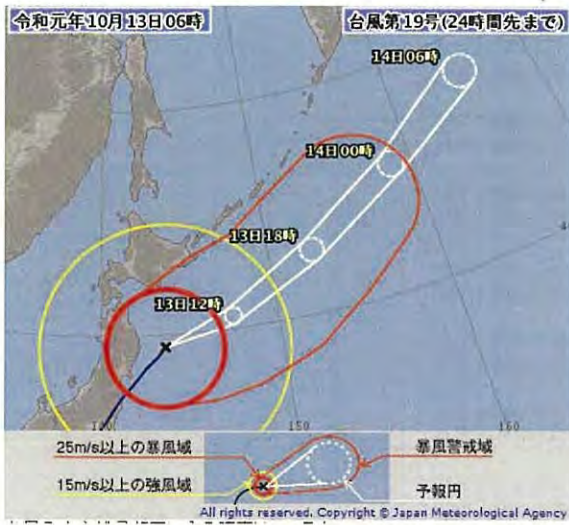 令和元年10月13日06時
台風第19号(24時間先まで)
14日06時
14日00時
13日18時
13日12時
4
140
150
160
25m/s以上の暴風域
暴風警戒域
15m/s以上の強風域
予報円
All rights reserved. Copyright © Japan Meteorological Agency